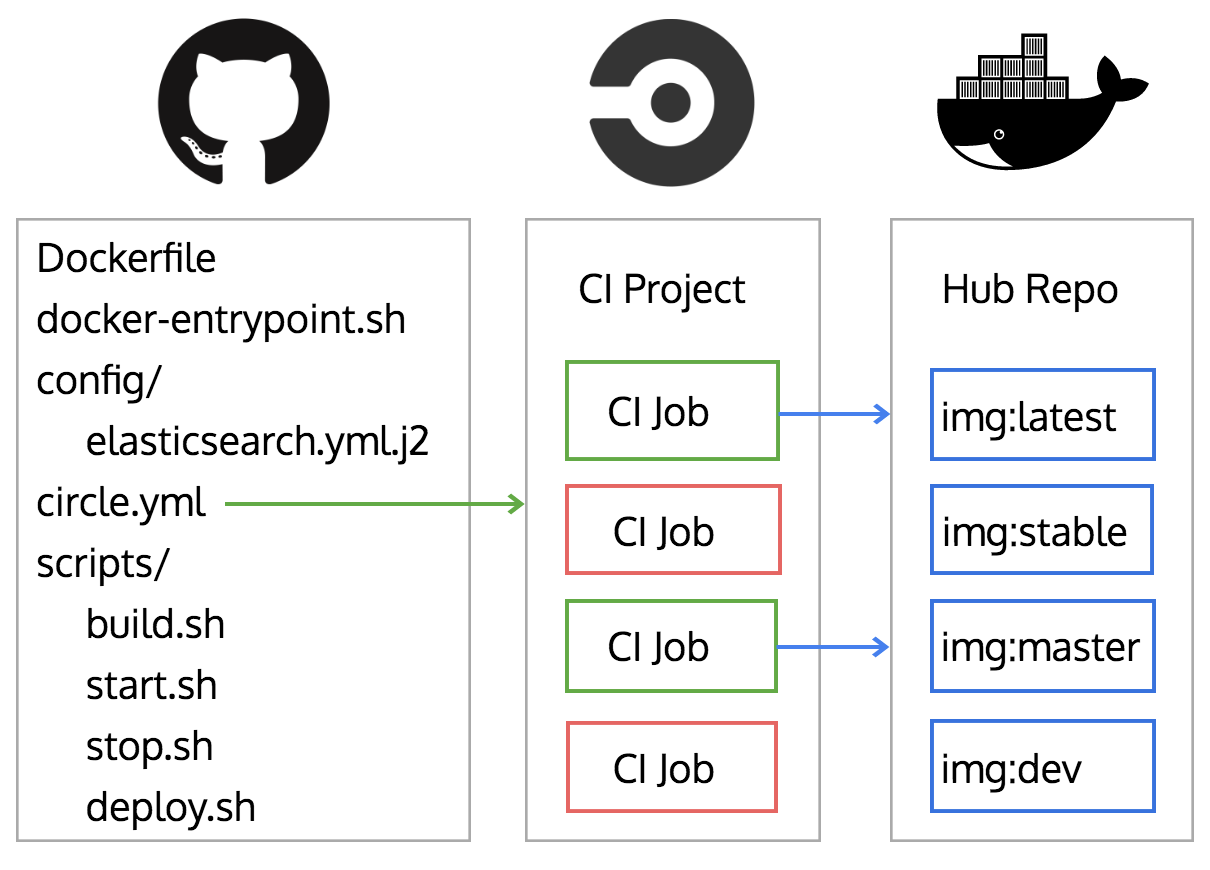 Dockerfile
docker-entrypoint.sh
config/
elasticsearch.yml.j2
circle.yml
scripts/
build.sh
start.sh
stop.sh
deploy.sh
CI Project
CI Job
CI Job
CI Job
CI Job
Hub Repo
img:latest
img:stable
img:master
img:dev